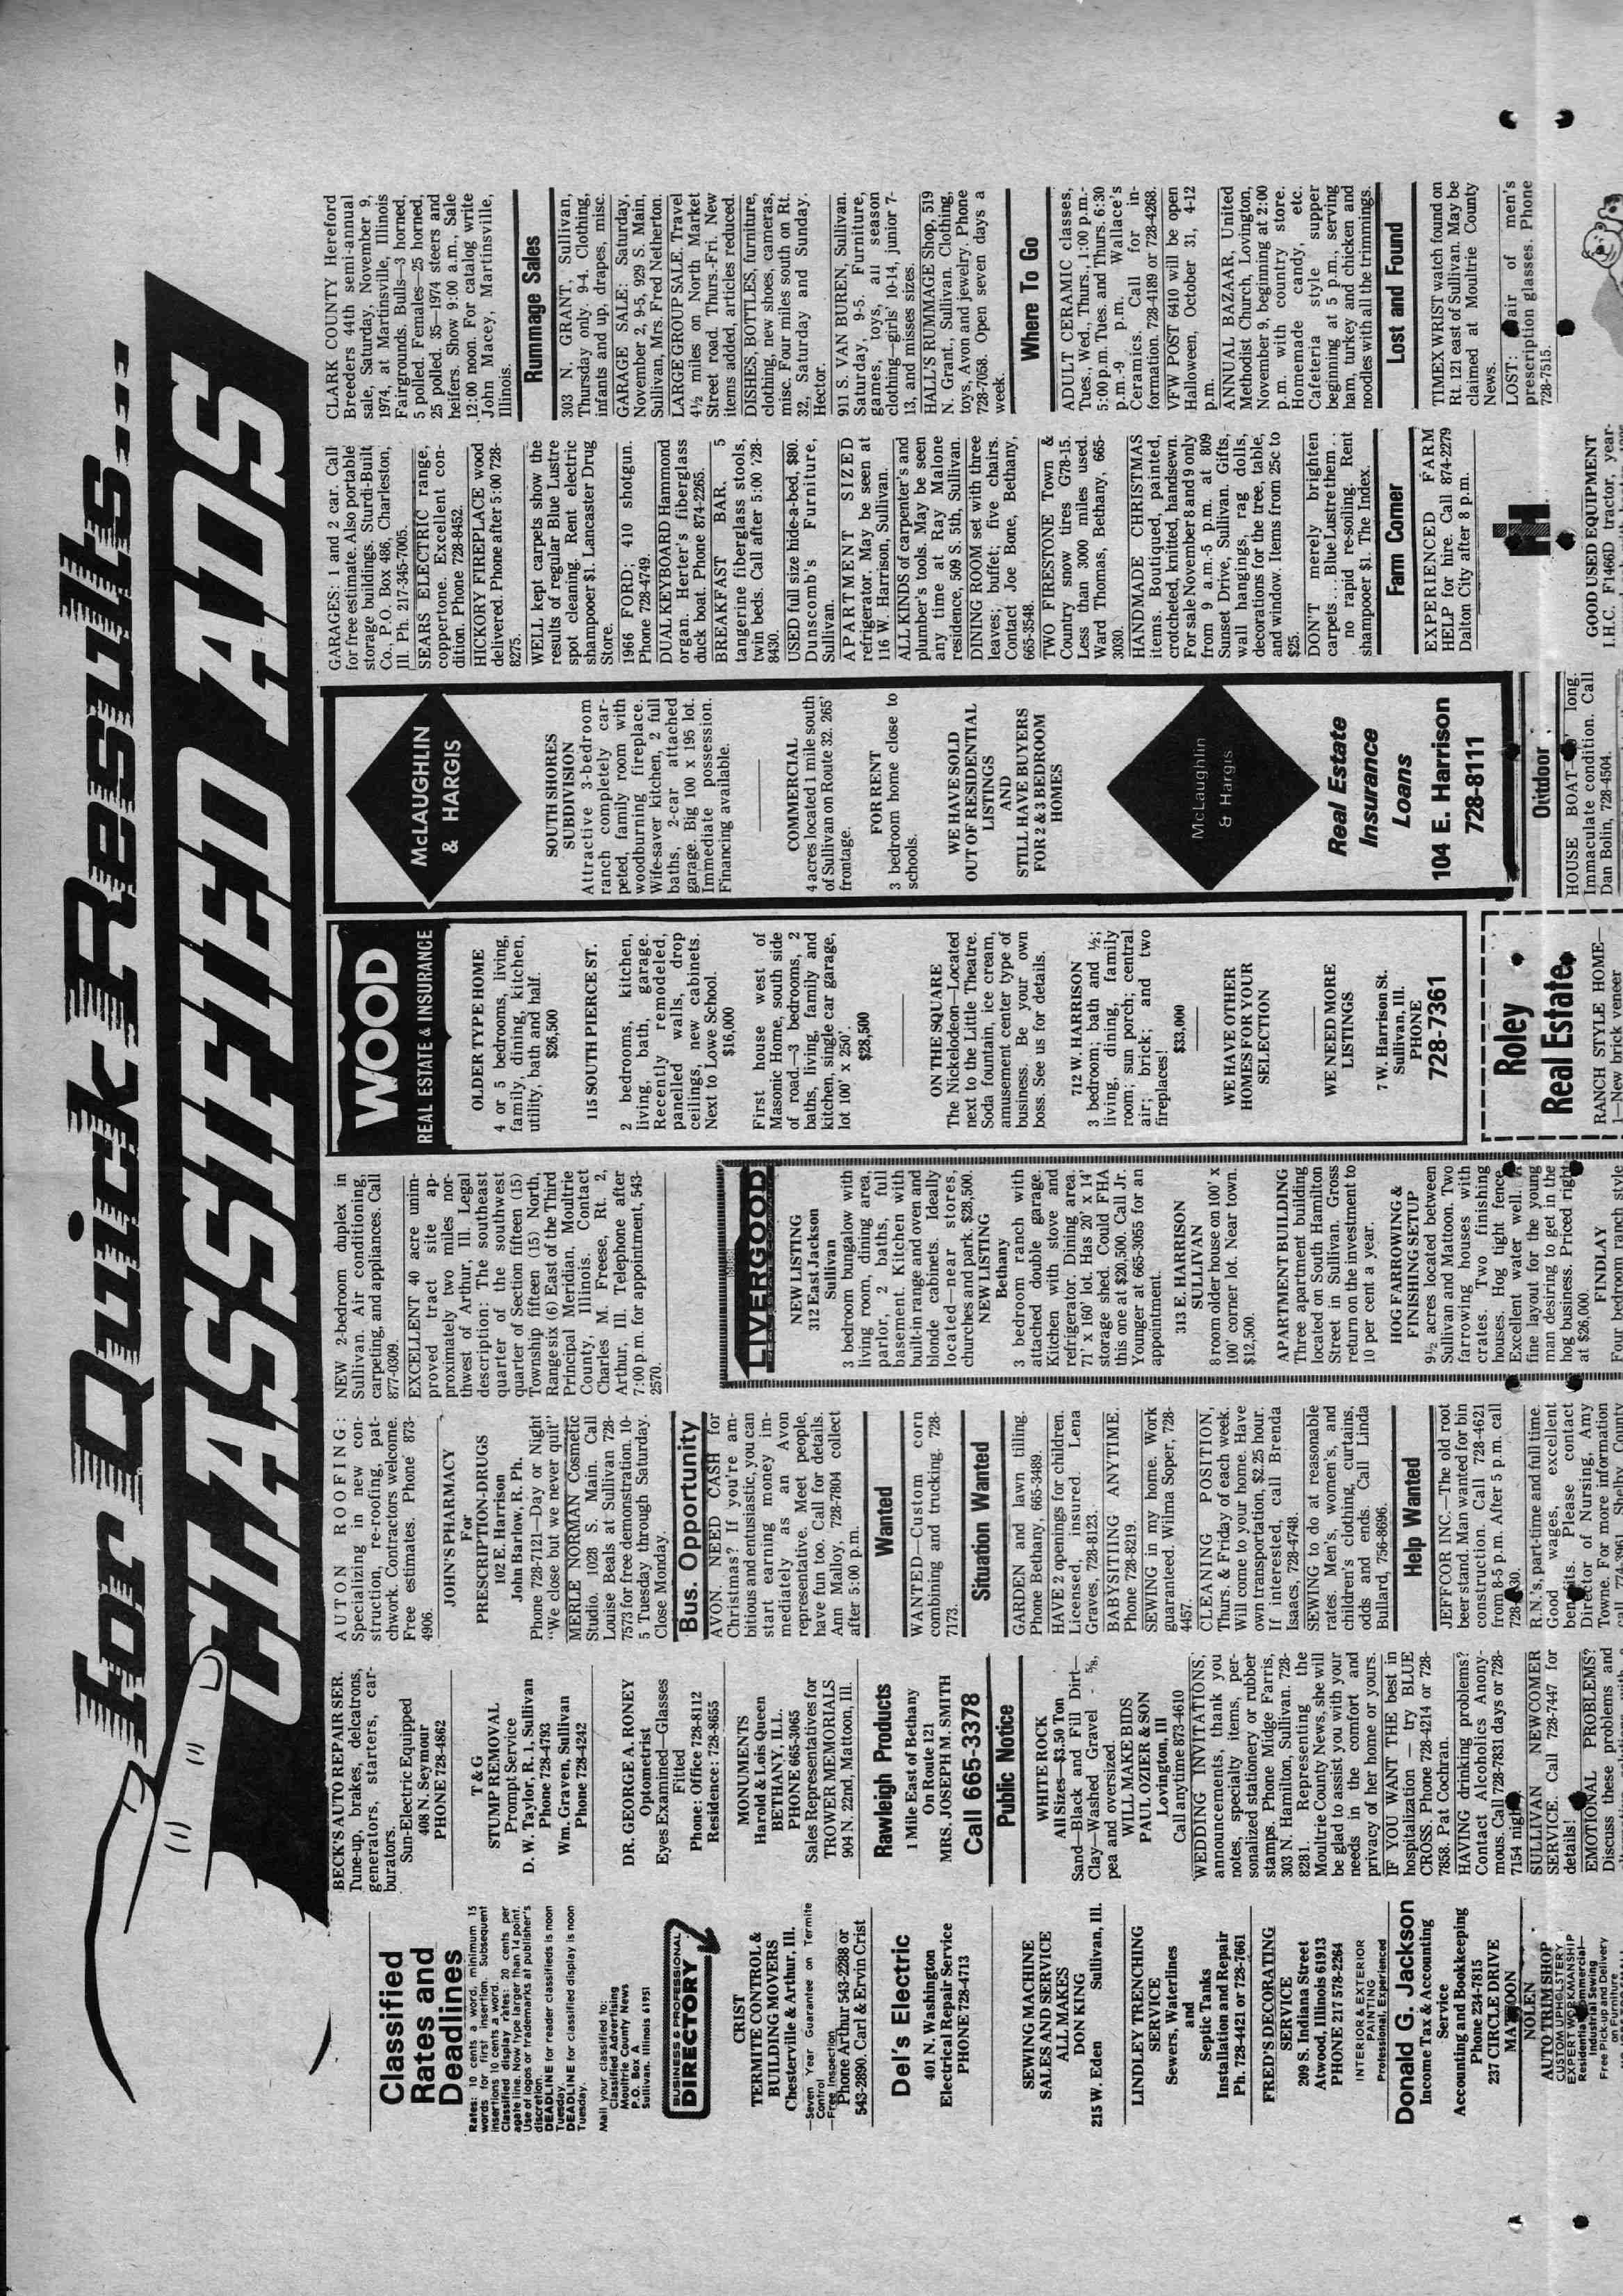 for Quick Results...
CLASSIFIED ADS
Classified
Rates and
Deadlines
Rates: 10 cents a word, minimum 15
words for first insertion. Subsequent
insertions 10 cents a word.
Classified display rates: 20 cents per
agate line. Now type larger than 14 point.
Use of logos or trademarks at publisher's
discretion.
DEADLINE for reader classifieds is noon
Tuesday.
DEADLINE for classified display is noon
Tuesday.
Mail your classified to:
Classified Advertising
Moultrie County News
P.O. Box A
Sullivan, Illinois 61951
BUSINESS & PROFESSIONAL
DIRECTORY
CRIST
TERMITE CONTROL &
BUILDING MOVERS
Chesterville & Arthur, Ill.
—Seven Year Guarantee on Termite
Control
—Free Inspection
Phone Arthur 543-2288 or
543-2890. Carl & Ervin Crist
Del's Electric
401 N. Washington
Electrical Repair Service
PHONE 728-4713
SEWING MACHINE
SALES AND SERVICE
ALL MAKES
DON KING
215 W. Eden Sullivan, Ill.
LINDLEY TRENCHING
SERVICE
Sewers, Waterlines
and
Septic Tanks
Installation and Repair
Ph. 728-4421 or 728-7661
FRED'S DECORATING
SERVICE
209 S. Indiana Street
Atwood, Illinois 61913
PHONE 217 578-2264
INTERIOR & EXTERIOR
PAINTING
Professional, Experienced
Donald G. Jackson
Income Tax & Accounting
Service
Accounting and Bookkeeping
Phone 234-7815
237 CIRCLE DRIVE
MATTOON
NOLEN
AUTO TRIM SHOP
CUSTOM UPHOLSTERY
EXPERT WORKMANSHIP
Residential-Commercial—
Industrial Sewing
Free Pick-up and Delivery
on Furniture
BECK'S AUTO REPAIR SER.
Tune-up, brakes, delcatrons,
generators, starters, car-
burators.
Sun-Electric Equipped
408 N. Seymour
PHONE 728-4862
T & G
STUMP REMOVAL
Prompt Service
D. W. Taylor, R. 1, Sullivan
Phone 728-4793
Wm. Graven, Sullivan
Phone 728-4242
DR. GEORGE A. RONEY
Optometrist
Eyes Examined—Glasses
Fitted
Phone: Office 728-8112
Residence: 728-8655
MONUMENTS
Harold & Lois Queen
BETHANY, ILL.
PHONE 665-3065
Sales Representatives for
TROWER MEMORIALS
904 N. 22nd, Mattoon, Ill.
Rawleigh Products
1 Mile East of Bethany
On Route 121
MRS. JOSEPH M. SMITH
Call 665-3378
Public Notice
WHITE ROCK
All Sizes—$3.50 Ton
Sand—Black and Fill Dirt—
Clay—Washed Gravel - ⅝,
pea and oversized.
WILL MAKE BIDS
PAUL OZIER & SON
Lovington, Ill
Call anytime 873-4610
WEDDING INVITATIONS,
announcements, thank you
notes, specialty items, per-
sonalized stationery or rubber
stamps. Phone Midge Farris,
303 N. Hamilton, Sullivan. 728-
8281. Representing the
Moultrie County News, she will
be glad to assist you with your
needs in the comfort and
privacy of her home or yours.
IF YOU WANT THE best in
hospitalization — try BLUE
CROSS. Phone 728-4214 or 728-
7858. Pat Cochran.
HAVING drinking problems?
Contact Alcoholics Anony-
mous. Call 728-7831 days or 728-
7154 nights.
SULLIVAN NEWCOMER
SERVICE. Call 728-7447 for
details!
EMOTIONAL PROBLEMS?
Discuss these problems and
AUTON ROOFING:
Specializing in new con-
struction, re-roofing, pat-
chwork. Contractors welcome.
Free estimates. Phone 873-
4906.
JOHN'S PHARMACY
For
PRESCRIPTION-DRUGS
102 E. Harrison
John Barlow, R. Ph.
Phone 728-7121—Day or Night
"We close but we never quit"
MERLE NORMAN Cosmetic
Studio. 1028 S. Main. Call
Louise Beals at Sullivan 728-
7573 for free demonstration. 10-
5 Tuesday through Saturday.
Close Monday.
Bus. Opportunity
AVON NEED CASH for
Christmas? If you're am-
bitious and enthusiastic, you can
start earning money im-
mediately as an Avon
representative. Meet people,
have fun too. Call for details.
Ann Malloy, 728-7804 collect
after 5:00 p.m.
Wanted
WANTED—Custom corn
combining and trucking. 728-
7173.
Situation Wanted
GARDEN and lawn tilling.
Phone Bethany, 665-3489.
HAVE 2 openings for children.
Licensed, insured. Lena
Graves, 728-8123.
BABYSITTING ANYTIME.
Phone 728-8219.
SEWING in my home. Work
guaranteed. Wilma Soper, 728-
4457.
CLEANING POSITION,
Thurs. & Friday of each week.
Will come to your home. Have
own transportation, $2.25 hour.
If interested, call Brenda
Isaacs, 728-4748.
SEWING to do at reasonable
rates. Men's, women's, and
children's clothing, curtains,
odds and ends. Call Linda
Bullard, 756-8696.
Help Wanted
JEFFCOR INC.—The old root
beer stand. Man wanted for bin
construction. Call 728-4621
from 8-5 p.m. After 5 p.m. call
R.N.'s, part-time and full time.
Good wages, excellent
benefits. Please contact
Director of Nursing, Amy
Towne. For more information
call 774-3961, Shelby County
NEW 2-bedroom duplex in
Sullivan. Air conditioning,
carpeting, and appliances. Call
877-0309.
EXCELLENT 40 acre unim-
proved tract site ap-
proximately two miles nor-
thwest of Arthur, Ill. Legal
description: The southeast
quarter of the southwest
quarter of Section fifteen (15)
Township fifteen (15) North,
Range six (6) East of the Third
Principal Meridian, Moultrie
County, Illinois. Contact
Charles M. Freese, Rt. 2,
Arthur, Ill. Telephone after
7:00 p.m. for appointment, 543-
2570.
LIVERGOOD
NEW LISTING
312 East Jackson
Sullivan
3 bedroom bugalow with
living room, dining area,
parlor, 2 baths, full
basement. Kitchen with
built-in range and oven and
blonde cabinets. Ideally
located—near stores,
churches and park. $28,500.
NEW LISTING
Bethany
3 bedroom ranch with
attached double garage.
Kitchen with stove and
refrigerator. Dining area.
71' x 160' lot. Has 20' x 14'
storage shed. Could FHA
this one at $20,500. Call Jr.
Younger at 665-3055 for an
appointment.
313 E. HARRISON
SULLIVAN
8 room older house on 100' x
100' corner lot. Near town.
$12,500.
APARTMENT BUILDING
Three apartment building
located on South Hamilton
Street in Sullivan. Gross
return on the investment to
10 per cent a year.
HOG FARROWING &
FINISHING SETUP
9½ acres located between
Sullivan and Mattoon. Two
farrowing houses with
crates. Two finishing
houses. Hog tight fence.
Excellent water well. A
fine layout for the young
man desiring to get in the
hog business. Priced right
at $26,000.
FINDLAY
Four bedroom ranch style
WOOD
REAL ESTATE & INSURANCE
OLDER TYPE HOME
4 or 5 bedrooms, living,
family, dining, kitchen,
utility, bath and half.
$26,500
115 SOUTH PIERCE ST.
2 bedrooms, kitchen,
living, bath, garage.
Recently remodeled,
panelled walls, drop
ceilings, new cabinets.
Next to Lowe School.
$16,000
First house west of
Masonic Home, south side
of road.—3 bedrooms, 2
baths, living, family and
kitchen, single car garage,
lot 100' x 250'.
$28,500
ON THE SQUARE
The Nickelodeon—Located
next to the Little Theatre.
Soda fountain, ice cream,
amusement center type of
business. Be your own
boss. See us for details.
712 W. HARRISON
3 bedroom; bath and ½;
living, dining, family
room; sun porch; central
air; brick; and two
fireplaces!
$33,000
WE HAVE OTHER
HOMES FOR YOUR
SELECTION
WE NEED MORE
LISTINGS
7 W. Harrison St.
Sullivan, Ill.
PHONE
728-7361
Roley
Real Estate
RANCH STYLE HOME—
1—New brick veneer
McLAUGHLIN
& HARGIS
SOUTH SHORES
SUBDIVISION
Attractive 3-bedroom
ranch completely car-
peted, family room with
woodburning fireplace.
Wife-saver kitchen, 2 full
baths, 2-car attached
garage. Big 100 x 195 lot.
Immediate possession.
Financing available.
COMMERCIAL
4 acres located 1 mile south
of Sullivan on Route 32. 265'
frontage.
FOR RENT
3 bedroom home close to
schools.
WE HAVE SOLD
OUT OF RESIDENTIAL
LISTINGS
AND
STILL HAVE BUYERS
FOR 2 & 3 BEDROOM
HOMES
McLaughlin
& Hargis
Real Estate
Insurance
Loans
104 E. Harrison
728-8111
Outdoor
HOUSE BOAT long.
Immaculate condition. Call
Dan Bolin, 728-4504.
GARAGES: 1 and 2 car. Call
for free estimate. Also portable
storage buildings. Sturdi-Built
Co., P.O. Box 486, Charleston,
Ill. Ph. 217-345-7005.
SEARS ELECTRIC range,
coppertone. Excellent con-
dition. Phone 728-8452.
HICKORY FIREPLACE wood
delivered. Phone after 5:00 728-
8275.
WELL kept carpets show the
results of regular Blue Lustre
spot cleaning. Rent electric
shampooer $1. Lancaster Drug
Store.
1966 FORD; 410 shotgun.
Phone 728-4749.
DUAL KEYBOARD Hammond
organ. Herter's fiberglass
duck boat. Phone 874-2265.
BREAKFAST BAR, 5
tangerine fiberglass stools,
twin beds. Call after 5:00 728-
8430.
USED full size hide-a-bed, $80.
Dunscomb's Furniture,
Sullivan.
APARTMENT SIZED
refrigerator. May be seen at
116 W. Harrison, Sullivan.
ALL KINDS of carpenter's and
plumber's tools. May be seen
any time at Ray Malone
residence, 509 S. 5th, Sullivan.
DINING ROOM set with three
leaves; buffet; five chairs.
Contact Joe Bone, Bethany,
665-3548.
TWO FIRESTONE Town &
Country snow tires G78-15.
Less than 3000 miles used.
Ward Thomas, Bethany, 665-
3080.
HANDMADE CHRISTMAS
items. Boutiqued, painted,
crotcheted, knitted, handsewn.
For sale November 8 and 9 only
from 9 a.m.-5 p.m. at 809
Sunset Drive, Sullivan. Gifts,
wall hangings, rag dolls,
decorations for the tree, table,
and window. Items from 25c to
$25.
DON'T merely brighten
carpets . . . Blue Lustre them . .
no rapid re-soiling. Rent
shampooer $1. The Index.
Farm Corner
EXPERIENCED FARM
HELP for hire. Call 874-2279
Dalton City after 8 p.m.
GOOD USED EQUIPMENT
I.H.C. F1466D tractor, year-
CLARK COUNTY Hereford
Breeders 44th semi-annual
sale, Saturday, November 9,
1974, at Martinsville, Illinois
Fairgrounds. Bulls—3 horned,
5 polled. Females—25 horned,
25 polled. 35—1974 steers and
heifers. Show 9:00 a.m., Sale
12:00 noon. For catalog write
John Macey, Martinsville,
Illinois.
Rummage Sales
303 N. GRANT, Sullivan,
Thursday only. 9-4. Clothing,
infants and up, drapes, misc.
GARAGE SALE: Saturday,
November 2, 9-5, 929 S. Main,
Sullivan, Mrs. Fred Netherton.
LARGE GROUP SALE. Travel
4½ miles on North Market
Street road. Thurs.-Fri. New
items added, articles reduced.
DISHES, BOTTLES, furniture,
clothing, new shoes, cameras,
misc. Four miles south on Rt.
32, Saturday and Sunday.
Hector.
911 S. VAN BUREN, Sullivan.
Saturday, 9-5. Furniture,
games, toys, all season
clothing—girls' 10-14, junior 7-
13, and misses sizes.
HALL'S RUMMAGE Shop, 519
N. Grant., Sullivan. Clothing,
toys, Avon and jewelry. Phone
728-7058. Open seven days a
week.
Where To Go
ADULT CERAMIC classes,
Tues., Wed., Thurs., 1:00 p.m.-
5:00 p.m. Tues. and Thurs. 6:30
p.m.-9 p.m. Wallace's
Ceramics. Call for in-
formation. 728-4189 or 728-4268.
VFW POST 6410 will be open
Halloween, October 31, 4-12
p.m.
ANNUAL BAZAAR, United
Methodist Church, Lovington,
November 9, beginning at 2:00
p.m. with country store.
Homemade candy, etc.
Cafeteria style supper
beginning at 5 p.m., serving
ham, turkey and chicken and
noodles with all the trimmings.
Lost and Found
TIMEX WRIST watch found on
Rt. 121 east of Sullivan. May be
claimed at Moultrie County
News.
LOST: Pair of men's
prescription glasses. Phone
728-7515.